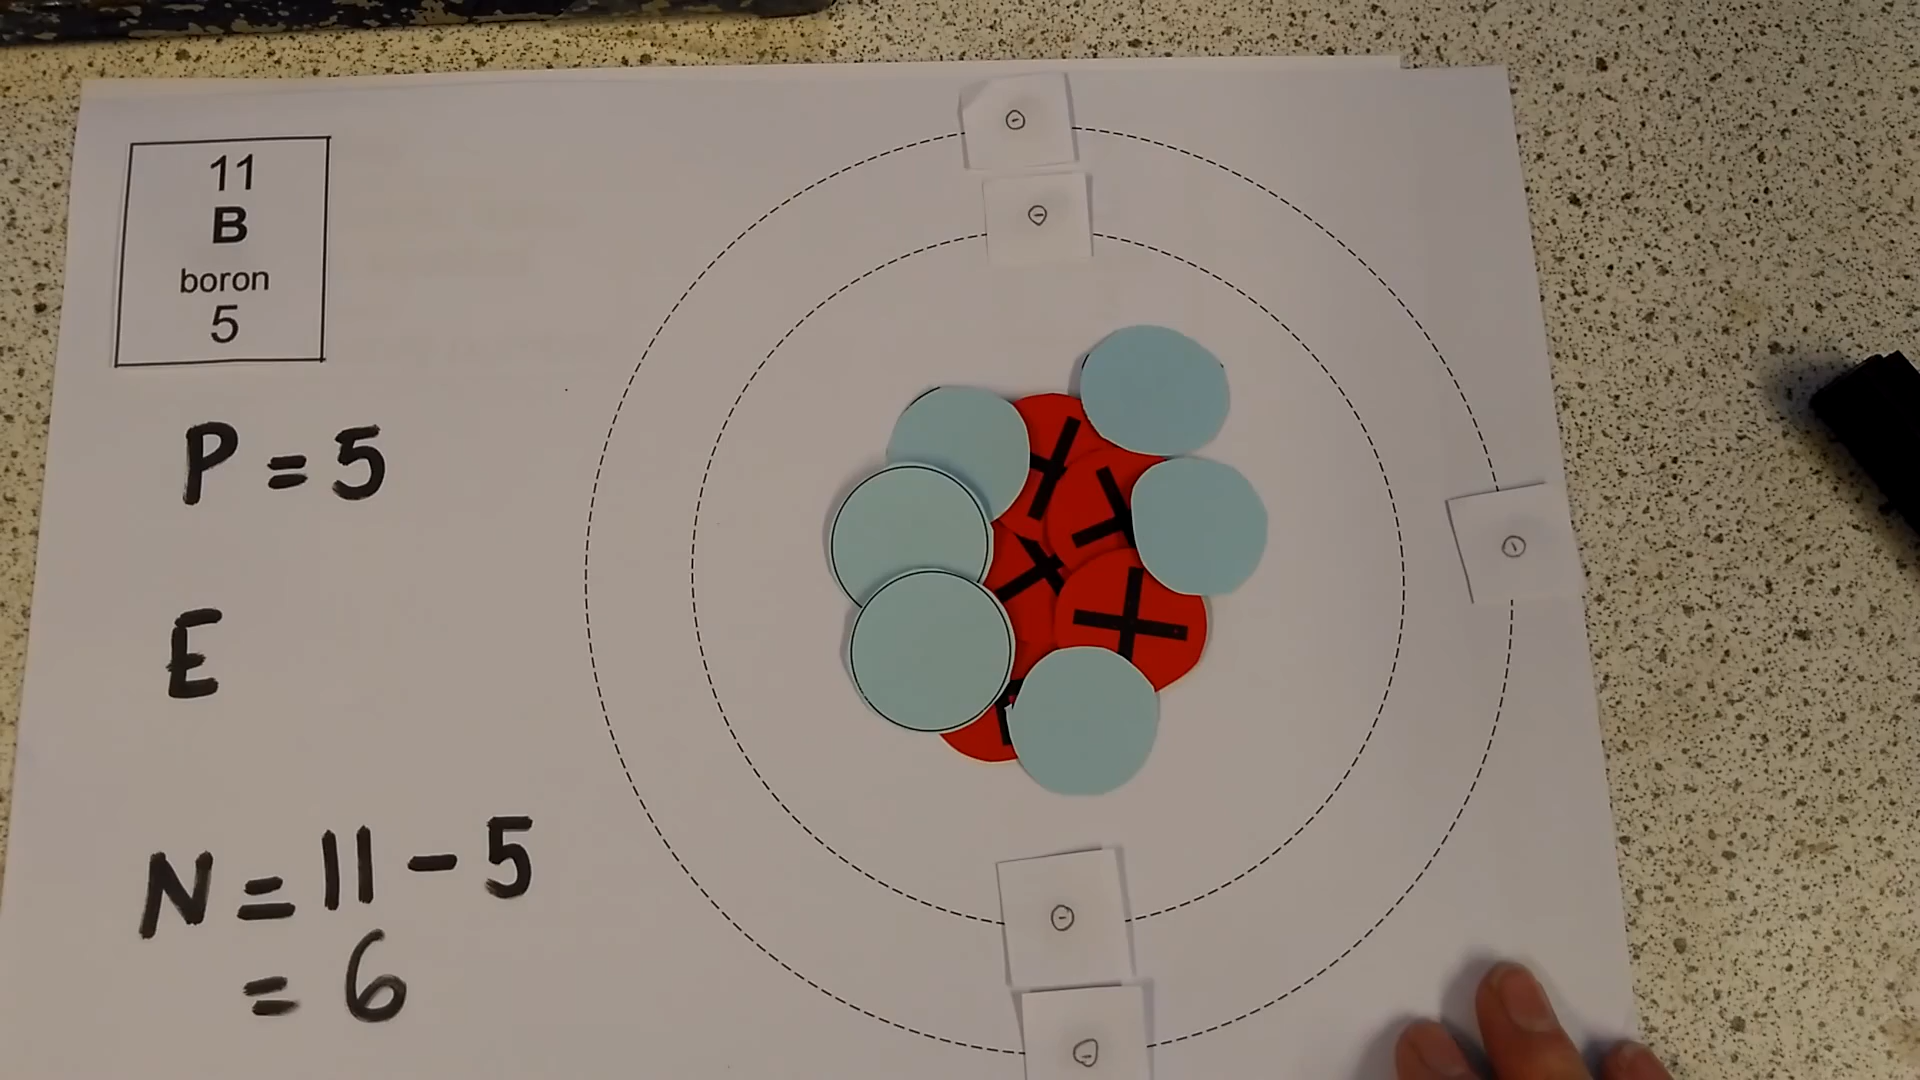 11
B
boron
5
P = 5
E
N = 11 - 5
= 6